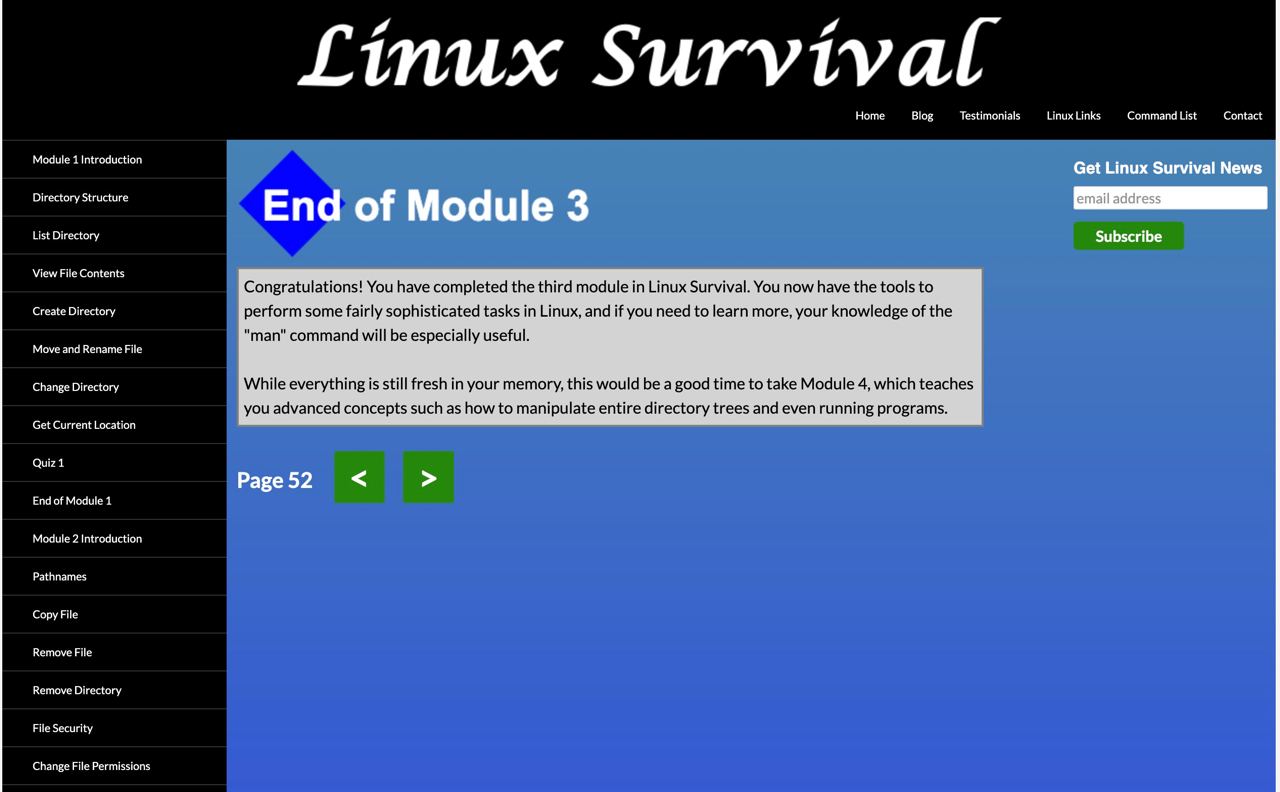 Linux Survival
Home
Blog
Testimonials
Linux Links
Command List
Contact
Module 1 Introduction
Directory Structure
List Directory
View File Contents
Create Directory
Move and Rename File
Change Directory
Get Current Location
Quiz 1
End of Module 1
Module 2 Introduction
Pathnames
Copy File
Remove File
Remove Directory
File Security
Change File Permissions
End of Module 3
Congratulations! You have completed the third module in Linux Survival. You now have the tools to
perform some fairly sophisticated tasks in Linux, and if you need to learn more, your knowledge of the
"man" command will be especially useful.
While everything is still fresh in your memory, this would be a good time to take Module 4, which teaches
you advanced concepts such as how to manipulate entire directory trees and even running programs.
Page 52
<
>
Get Linux Survival News
email address
Subscribe